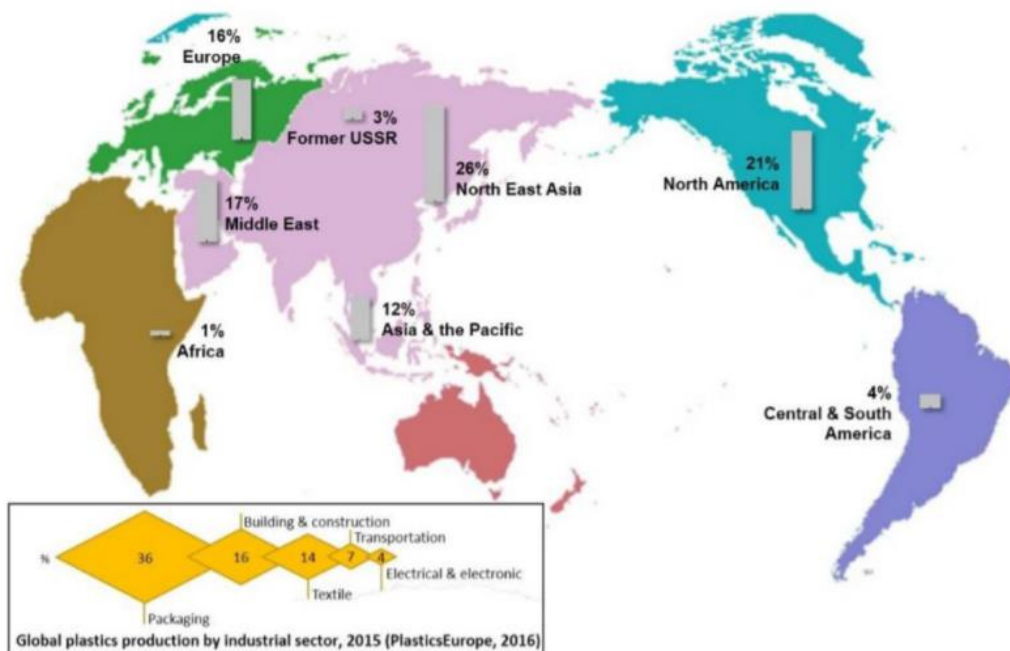 16%
Europe
3%
Former USSR
26%
North East Asia
21%
North America
17%
Middle East
12%
Asia & the Pacific
1%
Africa
4%
Central & South
America
Building & construction
Transportation
% 36 16 14 7 4
Electrical & electronic
Textile
Packaging
Global plastics production by industrial sector, 2015 (PlasticsEurope, 2016)